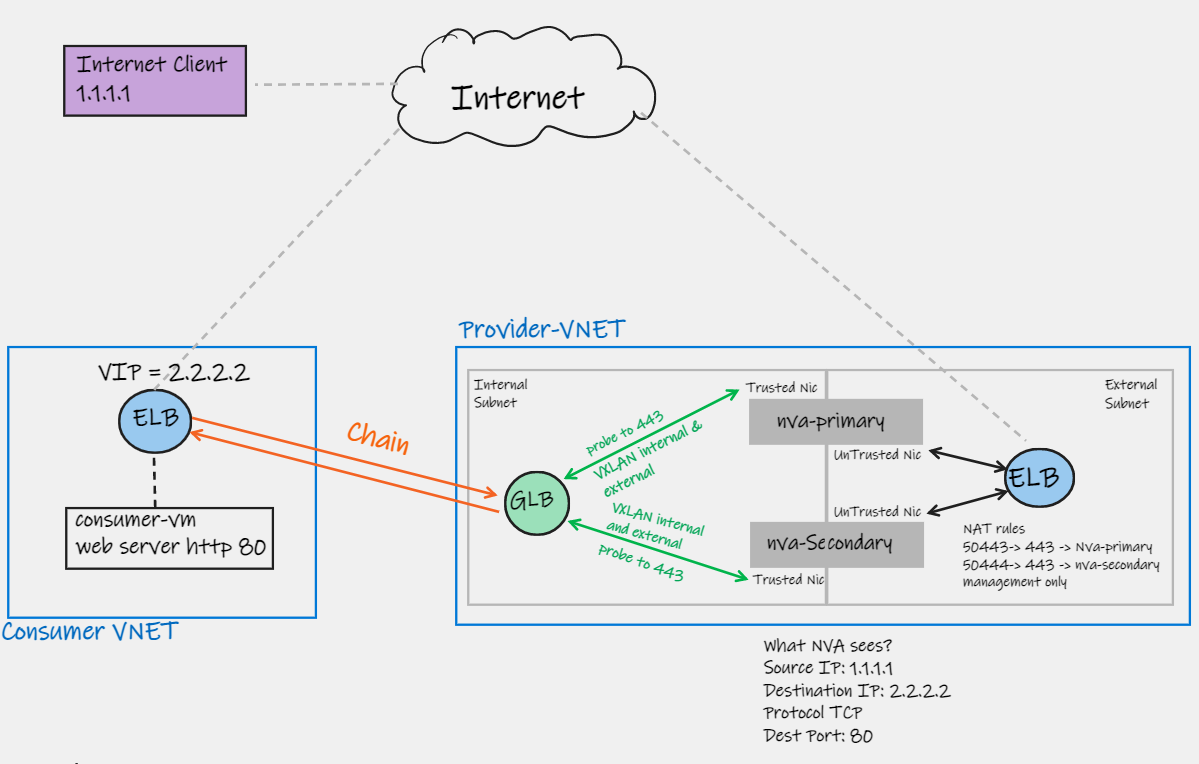 Internet Client
1.1.1.1
Internet
Provider-VNET
VIP = 2.2.2.2
ELB
Chain
consumer-vm
web server http 80
Consumer VNET
Internal
Subnet
GLB
probe to 443
VXLAN internal &
external
VXLAN internal
and external
probe to 443
Trusted Nic
nva-primary
UnTrusted Nic
UnTrusted Nic
nva-Secondary
Trusted Nic
External
Subnet
ELB
NAT rules
50443-> 443 -> Nva-primary
50444-> 443 -> nva-secondary
management only
What NVA sees?
Source IP: 1.1.1.1
Destination IP: 2.2.2.2
Protocol TCP
Dest Port: 80